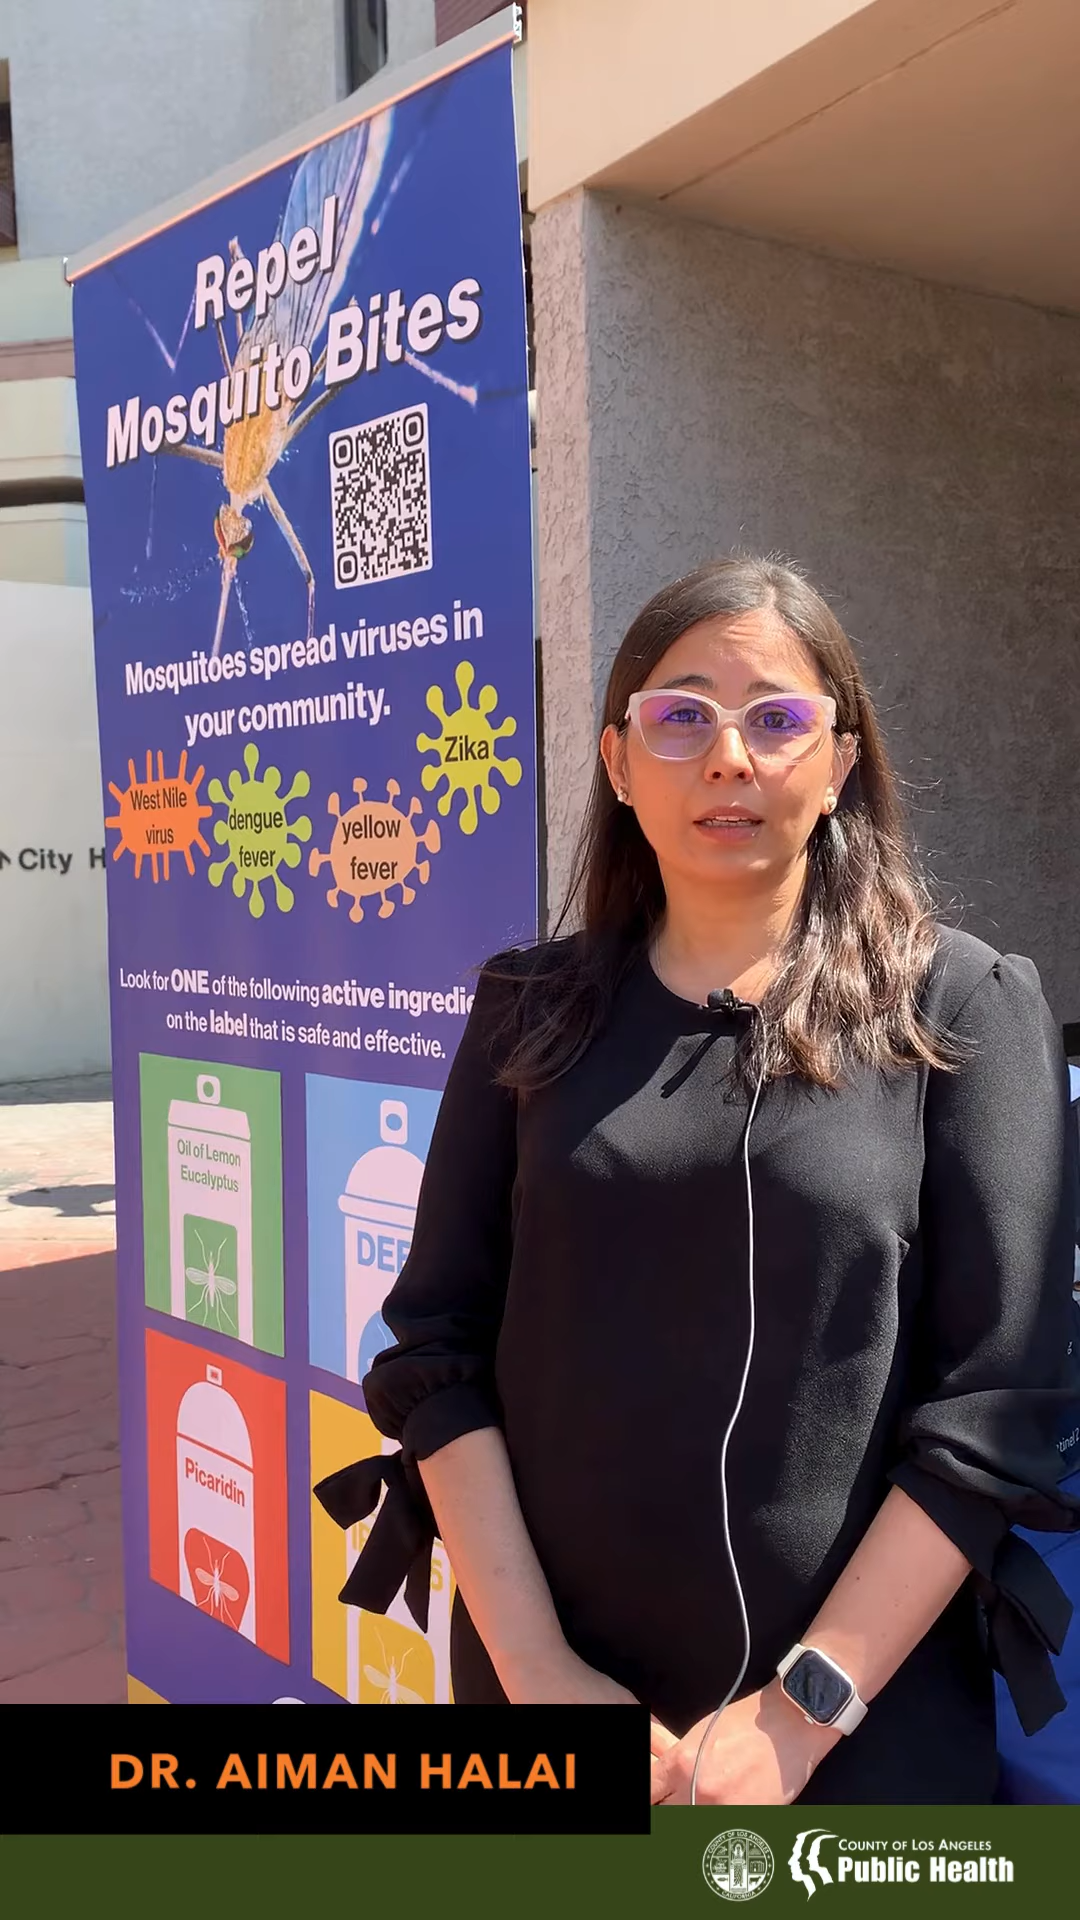 Repel
Mosquito Bites
Mosquitoes spread viruses in
your community.
Zika
West Nile
virus
dengue
fever
yellow
fever
City H
Look for ONE of the following active ingredie
on the label that is safe and effective.
Oil of Lemon
Eucalyptus
DEE
Picaridin
DR. AIMAN HALAI
COUNTY OF LOS ANGELES
Public Health